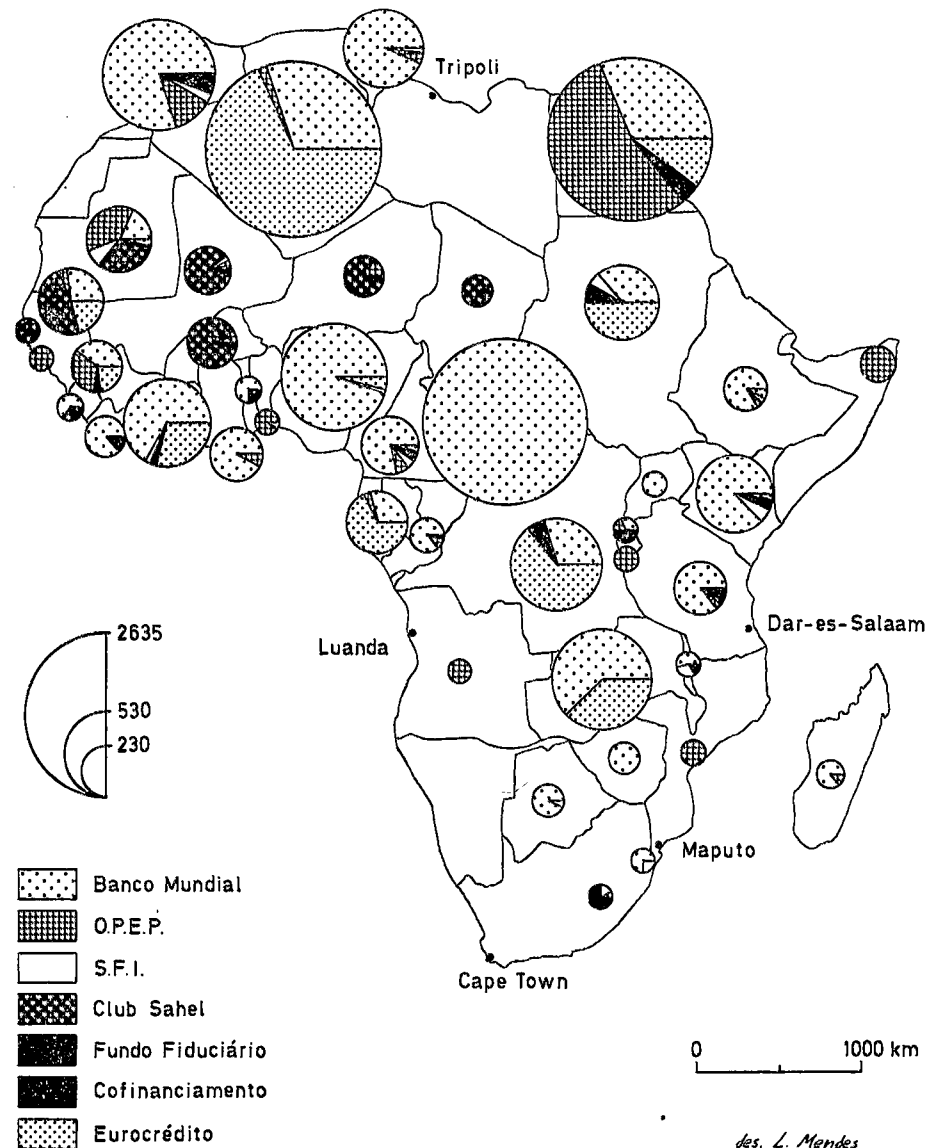 Tripoli
Luanda
Dar-es-Salaam
Maputo
Cape Town
2635
530
230
Banco Mundial
O.P.E.P.
S.F.I.
Club Sahel
Fundo Fiduciário
Cofinanciamento
Eurocrédito
0 1000 km
des. L. Mendes